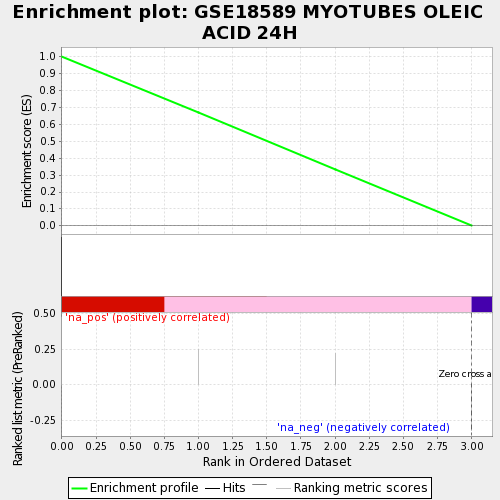 Enrichment plot: GSE18589 MYOTUBES OLEIC
ACID 24H
Enrichment score (ES)
1.0
0.9
0.8
0.7
0.6
0.5
0.4
0.3
0.2
0.1
0.0
Ranked list metric (PreRanked)
0.50
0.25
0.00
-0.25
'na_pos' (positively correlated)
Zero cross a
'na_neg' (negatively correlated)
0.00 0.25 0.50 0.75 1.00 1.25 1.50 1.75 2.00 2.25 2.50 2.75 3.00
Rank in Ordered Dataset
Enrichment profile Hits Ranking metric scores